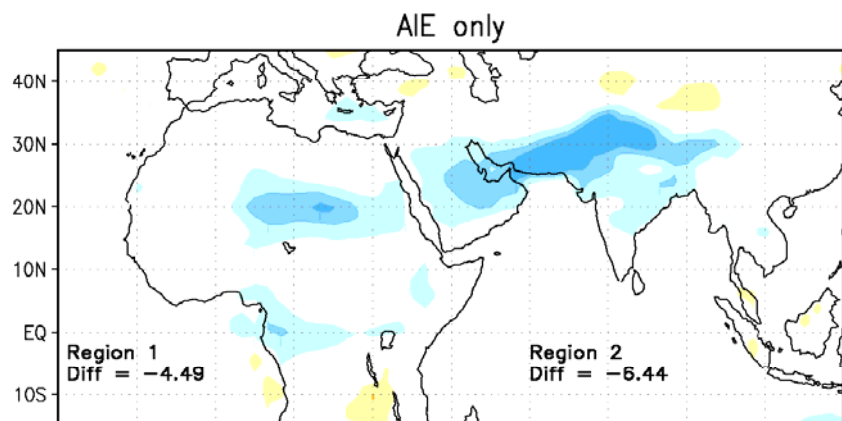 AIE only
40N
30N
20N
10N
EQ
10S
Region 1
Diff = -4.49
Region 2
Diff = -6.44